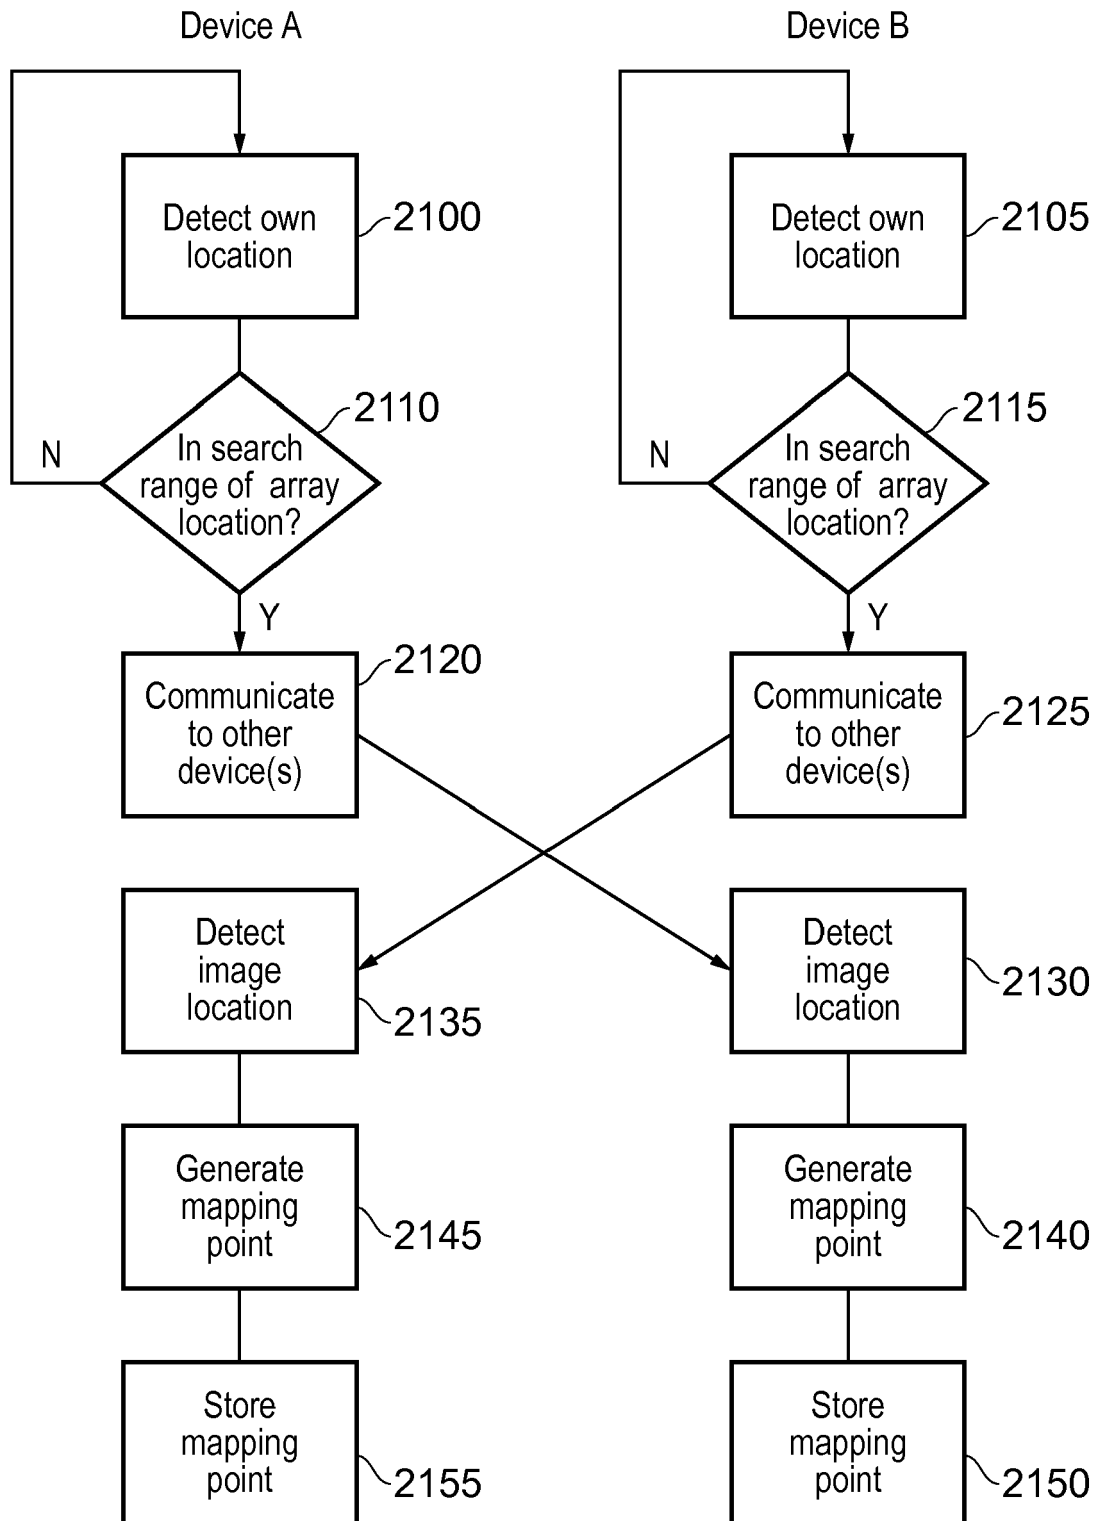 Device A
Device B
Detect own
location
2100
Detect own
location
2105
In search
range of array
location?
2110
N
Y
In search
range of array
location?
2115
N
Y
Communicate
to other
device(s)
2120
Communicate
to other
device(s)
2125
Detect
image
location
2135
Detect
image
location
2130
Generate
mapping
point
2145
Generate
mapping
point
2140
Store
mapping
point
2155
Store
mapping
point
2150